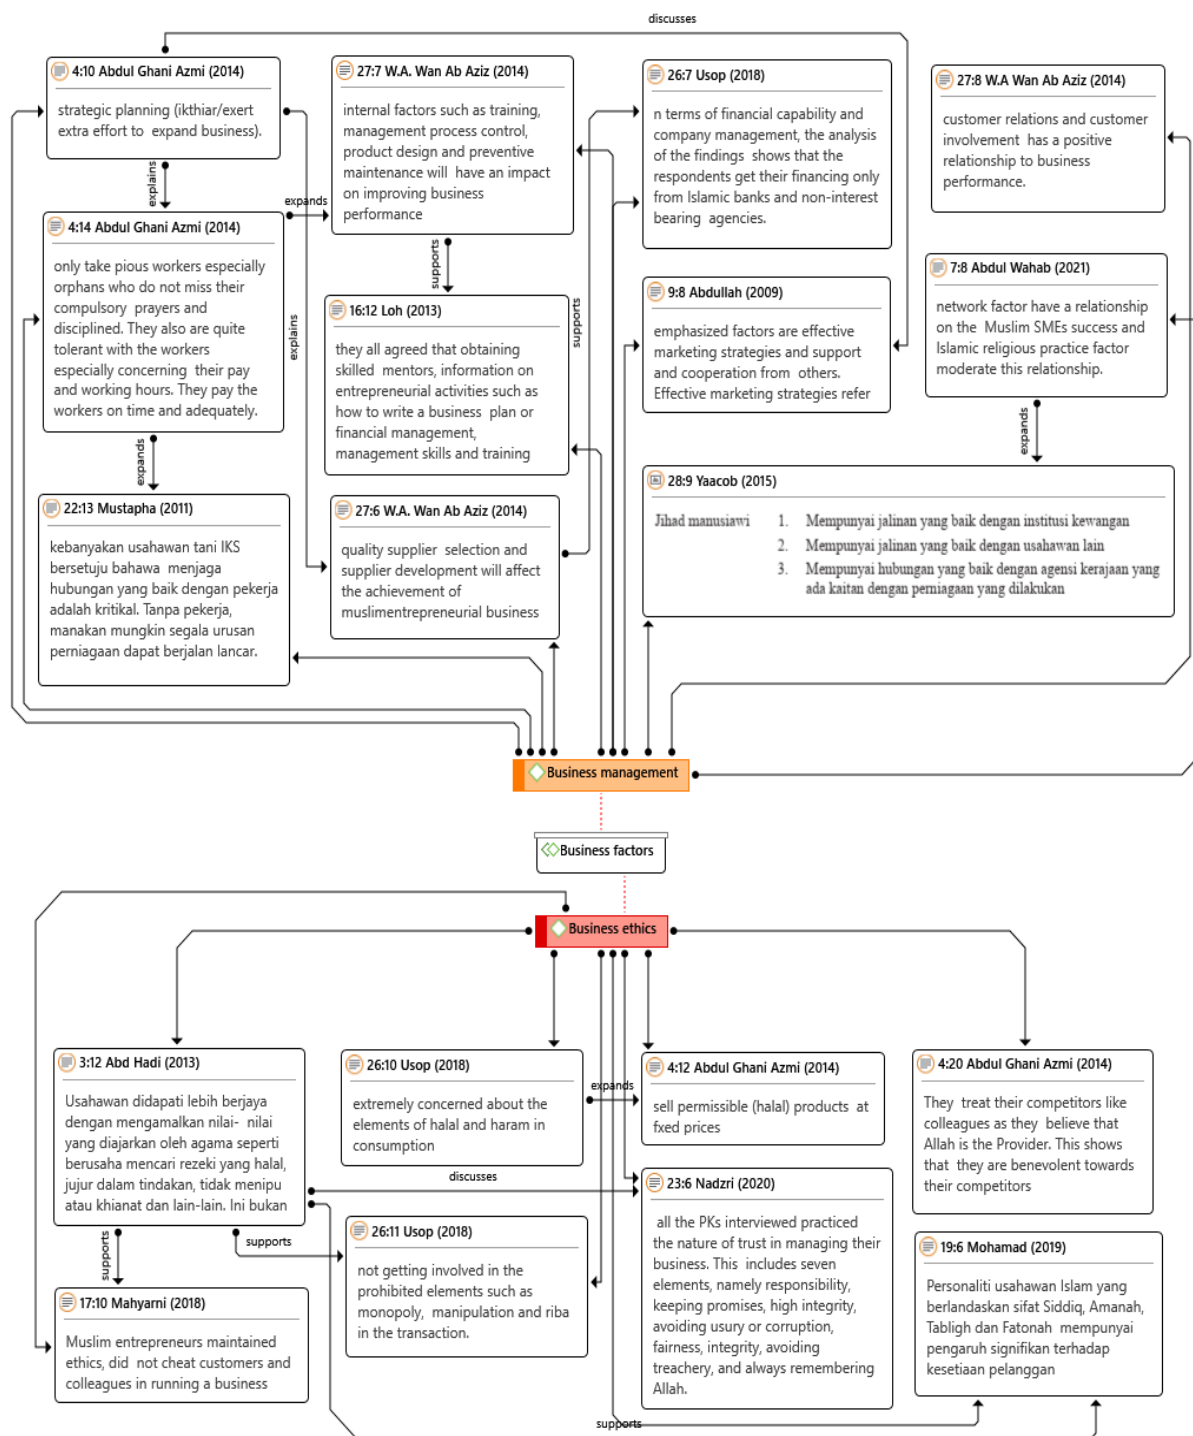 discusses
4:10 Abdul Ghani Azmi (2014)
strategic planning (ikthiar/exert
extra effort to expand business).
27:7 W.A. Wan Ab Aziz (2014)
internal factors such as training,
management process control,
product design and preventive
maintenance will have an impact
on improving business
performance
26:7 Usop (2018)
n terms of financial capability and
company management, the analysis
of the findings shows that the
respondents get their financing only
from Islamic banks and non-interest
bearing agencies.
27:8 W.A Wan Ab Aziz (2014)
customer relations and customer
involvement has a positive
relationship to business
performance.
explains
expands
4:14 Abdul Ghani Azmi (2014)
only take pious workers especially
orphans who do not miss their
compulsory prayers and
disciplined. They also are quite
tolerant with the workers
especially concerning their pay
and working hours. They pay the
workers on time and adequately.
supports
explains
supports
16:12 Loh (2013)
they all agreed that obtaining
skilled mentors, information on
entrepreneurial activities such as
how to write a business plan or
financial management,
management skills and training
9:8 Abdullah (2009)
emphasized factors are effective
marketing strategies and support
and cooperation from others.
Effective marketing strategies refer
7:8 Abdul Wahab (2021)
network factor have a relationship
on the Muslim SMEs success and
Islamic religious practice factor
moderate this relationship.
expands
expands
22:13 Mustapha (2011)
kebanyakan usahawan tani IKS
bersetuju bahawa menjaga
hubungan yang baik dengan pekerja
adalah kritikal. Tanpa pekerja,
manakan mungkin segala urusan
perniagaan dapat berjalan lancar.
27:6 W.A. Wan Ab Aziz (2014)
quality supplier selection and
supplier development will affect
the achievement of
muslimentrepreneurial business
28:9 Yaacob (2015)
Jihad manusiawi
1. Mempunyai jalinan yang baik dengan institusi kewangan
2. Mempunyai jalinan yang baik dengan usahawan lain
3. Mempunyai hubungan yang baik dengan agensi kerajaan yang
ada kaitan dengan perniagaan yang dilakukan
Business management
Business factors
Business ethics
3:12 Abd Hadi (2013)
Usahawan didapati lebih berjaya
dengan mengamalkan nilai- nilai
yang diajarkan oleh agama seperti
berusaha mencari rezeki yang halal,
jujur dalam tindakan, tidak menipu
atau khianat dan lain-lain. Ini bukan
26:10 Usop (2018)
extremely concerned about the
elements of halal and haram in
consumption
expands
4:12 Abdul Ghani Azmi (2014)
sell permissible (halal) products at
fxed prices
4:20 Abdul Ghani Azmi (2014)
They treat their competitors like
colleagues as they believe that
Allah is the Provider. This shows
that they are benevolent towards
their competitors
discusses
supports
supports
26:11 Usop (2018)
not getting involved in the
prohibited elements such as
monopoly, manipulation and riba
in the transaction.
23:6 Nadzri (2020)
all the PKs interviewed practiced
the nature of trust in managing their
business. This includes seven
elements, namely responsibility,
keeping promises, high integrity,
avoiding usury or corruption,
fairness, integrity, avoiding
treachery, and always remembering
Allah.
19:6 Mohamad (2019)
Personaliti usahawan Islam yang
berlandaskan sifat Siddiq, Amanah,
Tabligh dan Fatonah mempunyai
pengaruh signifikan terhadap
kesetiaan pelanggan
17:10 Mahyarni (2018)
Muslim entrepreneurs maintained
ethics, did not cheat customers and
colleagues in running a business
supports